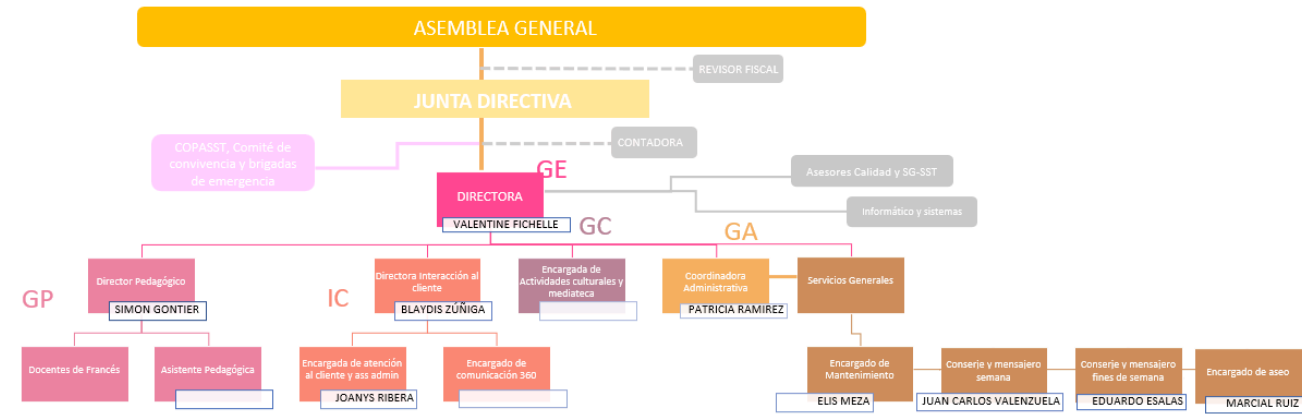 ASEMBLEA GENERAL
REVISOR FISCAL
JUNTA DIRECTIVA
COPASST, Comité de
convivencia y brigadas
de emergencia
CONTADORA
GE
Asesores Calidad y SG-SST
DIRECTORA
VALENTINE FICHELLE
Informático y sistemas
GC
GA
GP
Director Pedagógico
SIMON GONTIER
IC
Directora Interacción al
cliente
BLAYDIS ZÚÑIGA
Encargada de
Actividades culturales y
mediateca
Coordinadora
Administrativa
PATRICIA RAMIREZ
Servicios Generales
Docentes de Francés
Asistente Pedagógica
Encargada de atención
al cliente y ass admin
JOANYS RIBERA
Encargado de
comunicación 360
Encargado de
Mantenimiento
ELIS MEZA
Conserje y mensajero
semana
JUAN CARLOS VALENZUELA
Conserje y mensajero
fines de semana
EDUARDO ESALAS
Encargado de aseo
MARCIAL RUIZ